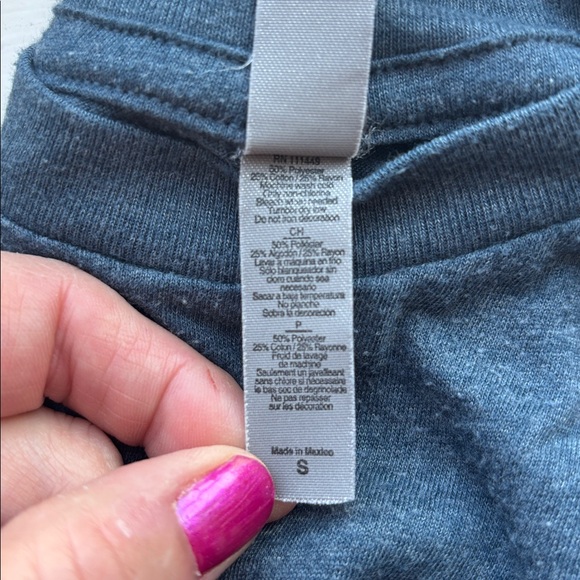 RN 111449
50% Polyester
25% Cotton / 25% Rayon
Machine wash cold
Only non-chlorine
Bleach when needed
Tumble dry low
Do not iron decoration
CH
50% Poliéster
25% Algodón / 25% Rayon
Lavar a máquina en frío
Sólo blanqueador sin
cloro cuando sea
necesario
Secar a baja temperatura
No planche
Sobre la decoración
P
50% Polyester
25% Coton / 25% Rayonne
Froid de lavage
de machine
Seulement un javellisant
sans chlore si nécessaire
le bas sec de
Ne pas repasser
sur les décoration
Made in Mexico
S